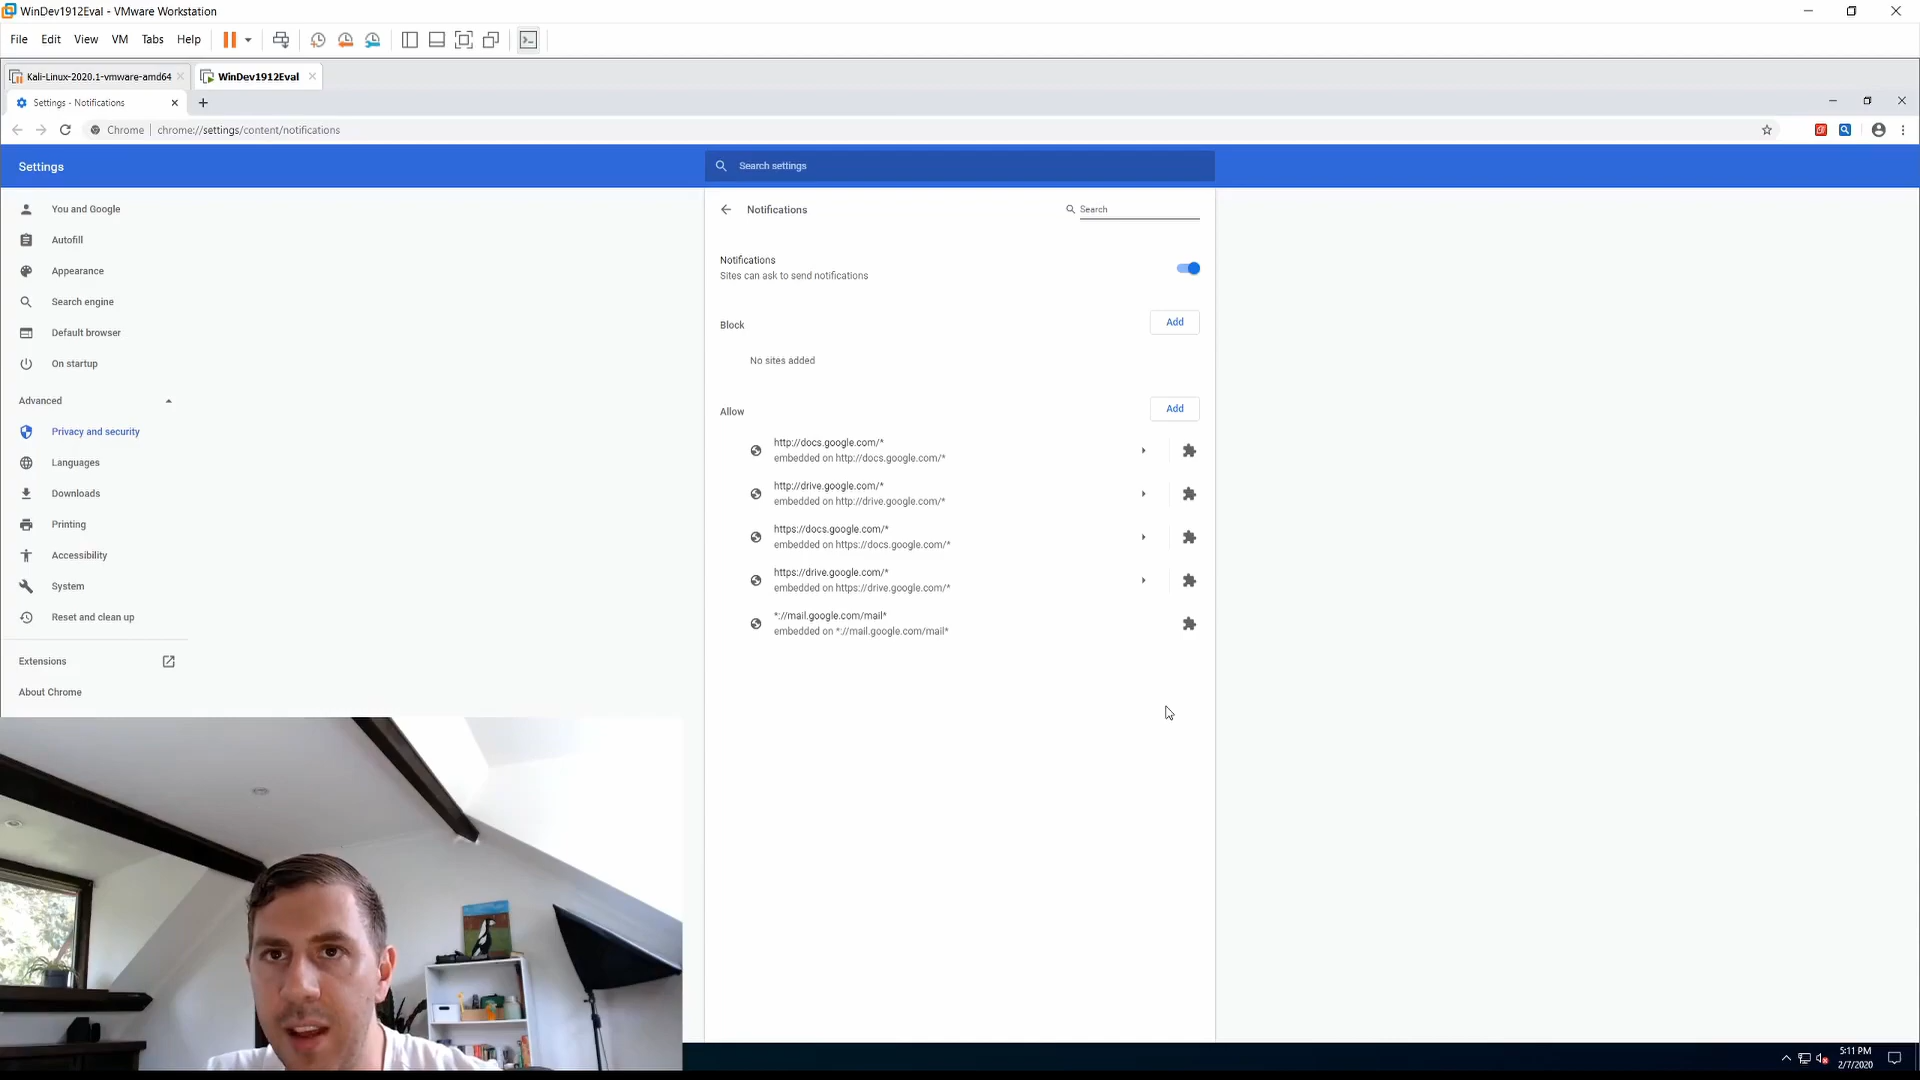 WinDev1912Eval - VMware Workstation
File Edit View VM Tabs Help
Kali-Linux-2020.1-vmware-amd64
WinDev1912Eval
Settings - Notifications
Chrome
chrome://settings/content/notifications
Settings
Search settings
You and Google
Autofill
Appearance
Search engine
Default browser
On startup
Advanced
Privacy and security
Languages
Downloads
Printing
Accessibility
System
Reset and clean up
Extensions
About Chrome
Notifications
Search
Notifications
Sites can ask to send notifications
Block
Add
No sites added
Allow
Add
http://docs.google.com/*
embedded on http://docs.google.com/*
http://drive.google.com/*
embedded on http://drive.google.com/*
https://docs.google.com/*
embedded on https://docs.google.com/*
https://drive.google.com/*
embedded on https://drive.google.com/*
*://mail.google.com/mail*
embedded on *://mail.google.com/mail*
5:11 PM
2/7/2020